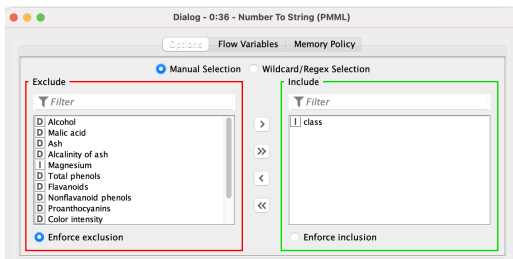 Dialog - 0:36 - Number To String (PMML)
Options Flow Variables Memory Policy
Manual Selection Wildcard/Regex Selection
Exclude
Filter
D Alcohol
D Malic acid
D Ash
D Alcalinity of ash
I Magnesium
D Total phenols
D Flavanoids
D Nonflavanoid phenols
D Proanthocyanins
D Color intensity
Enforce exclusion
Include
Filter
I class
Enforce inclusion